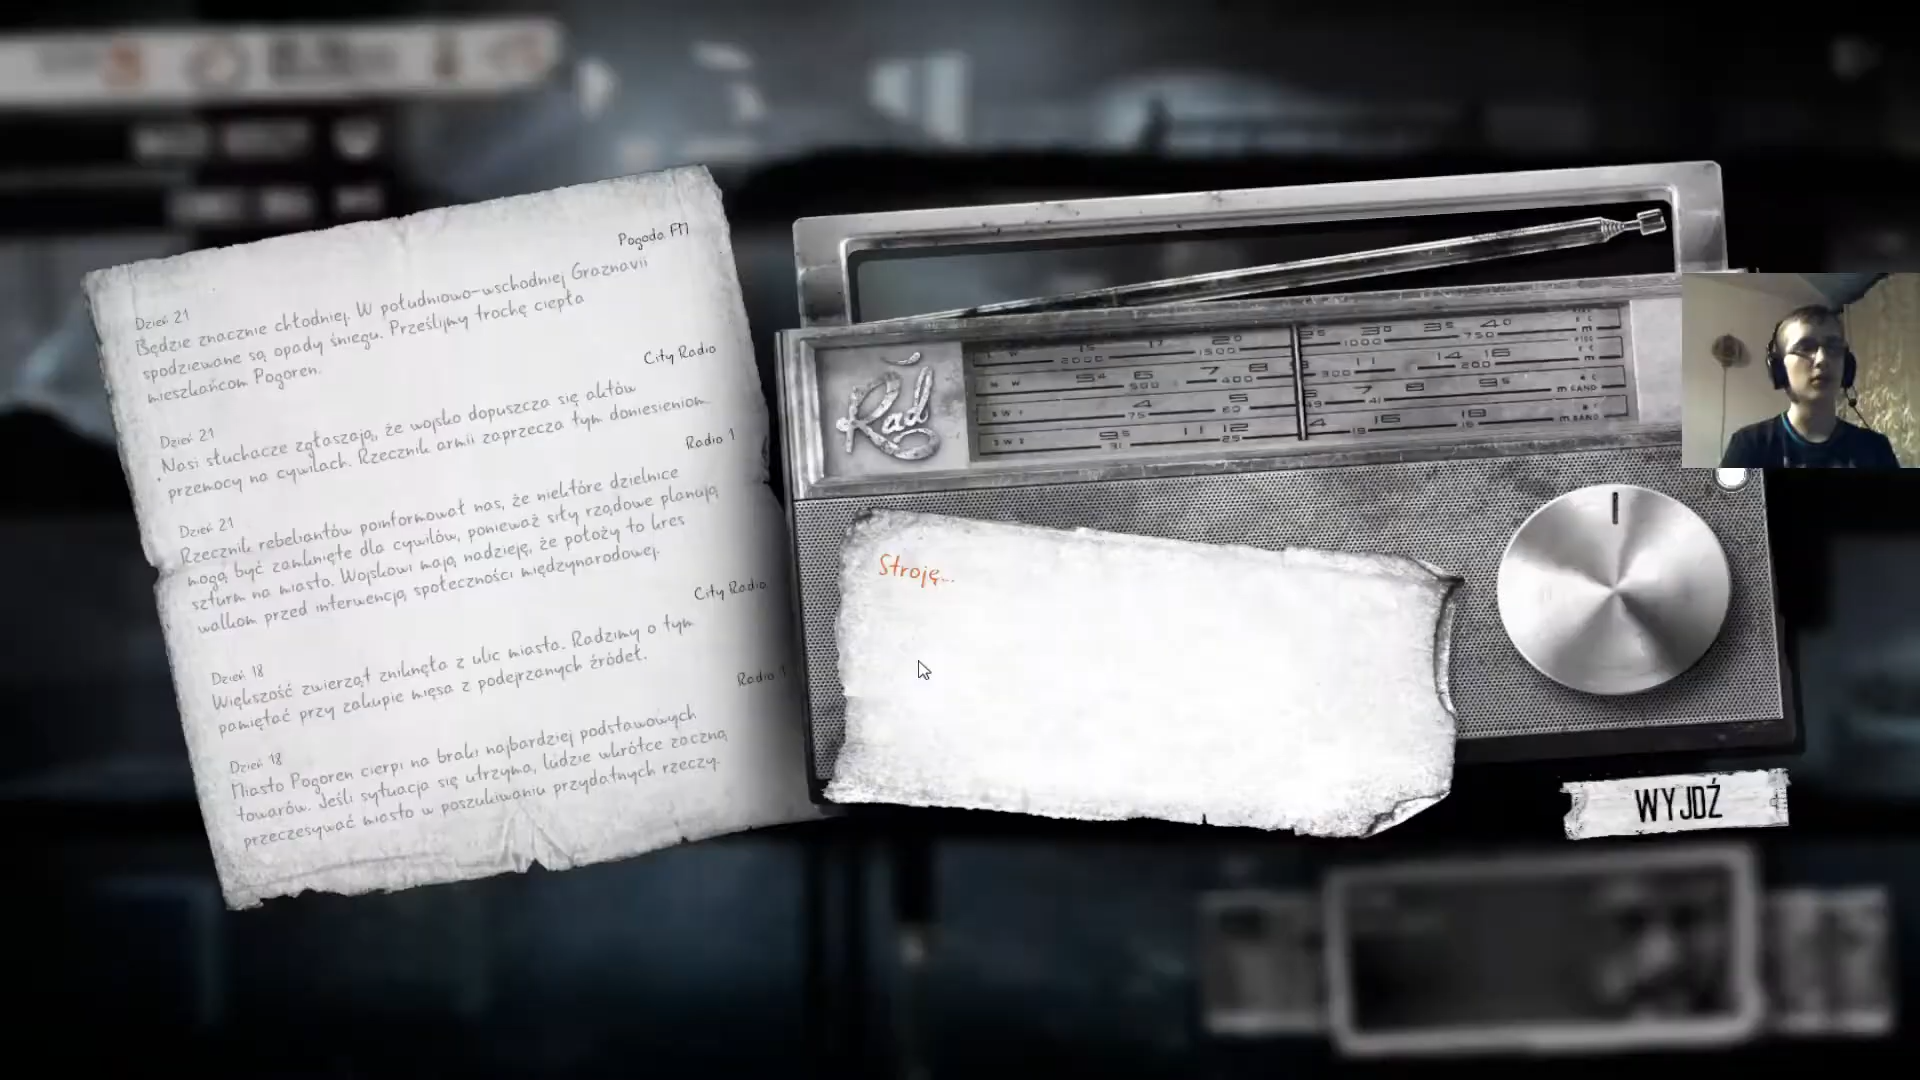 Pogoda FM
Dzień 21
Będzie znacznie chłodniej. W południowo-wschodniej Graznavii
spodziewane są opady śniegu. Prześlijmy trochę ciepła
mieszkańcom Pogoren.
City Radio
Dzień 21
Nasi słuchacze zgłaszają, że wojsko dopuszcza się aktów
przemocy na cywilach. Rzecznik armii zaprzecza tym doniesieniom.
Radio 1
Dzień 21
Rzecznik rebeliantów poinformował nas, że niektóre dzielnice
mogą być zamknięte dla cywilów, ponieważ siły rządowe planują
szturm na miasto. Wojskowi mają nadzieję, że położy to kres
walkom przed interwencją społeczności międzynarodowej.
City Radio
Dzień 18
Większość zwierząt zniknęła z ulic miasta. Radzimy o tym
pamiętać przy zakupie mięsa z podejrzanych źródeł.
Radio 1
Dzień 18
Miasto Pogoren cierpi na braki najbardziej podstawowych
towarów. Jeśli sytuacja się utrzyma, ludzie wkrótce zaczną
przeczesywać miasto w poszukiwaniu przydatnych rzeczy.
Rad
Stroję...
WYJDŹ